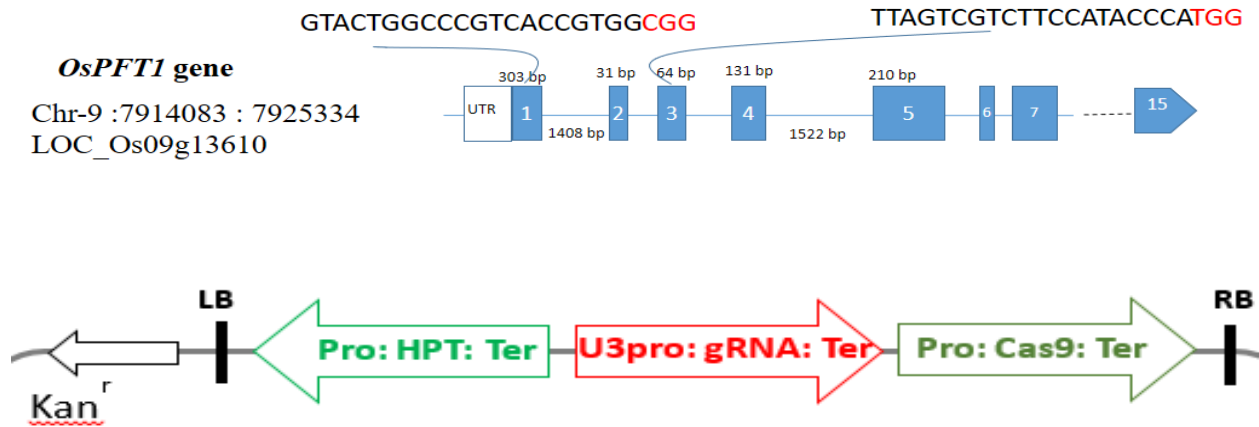 GTACTGGCCCGTCACCGTGGCGG
TTAGTCGTCTTCCATACCCATGG
OsPFT1 gene
Chr-9 :7914083 : 7925334
LOC_Os09g13610
303 bp
31 bp
64 bp
131 bp
210 bp
UTR
1
2
3
4
5
6
7
15
1408 bp
1522 bp
LB
RB
Pro: HPT: Ter
U3pro: gRNA: Ter
Pro: Cas9: Ter
Kan r